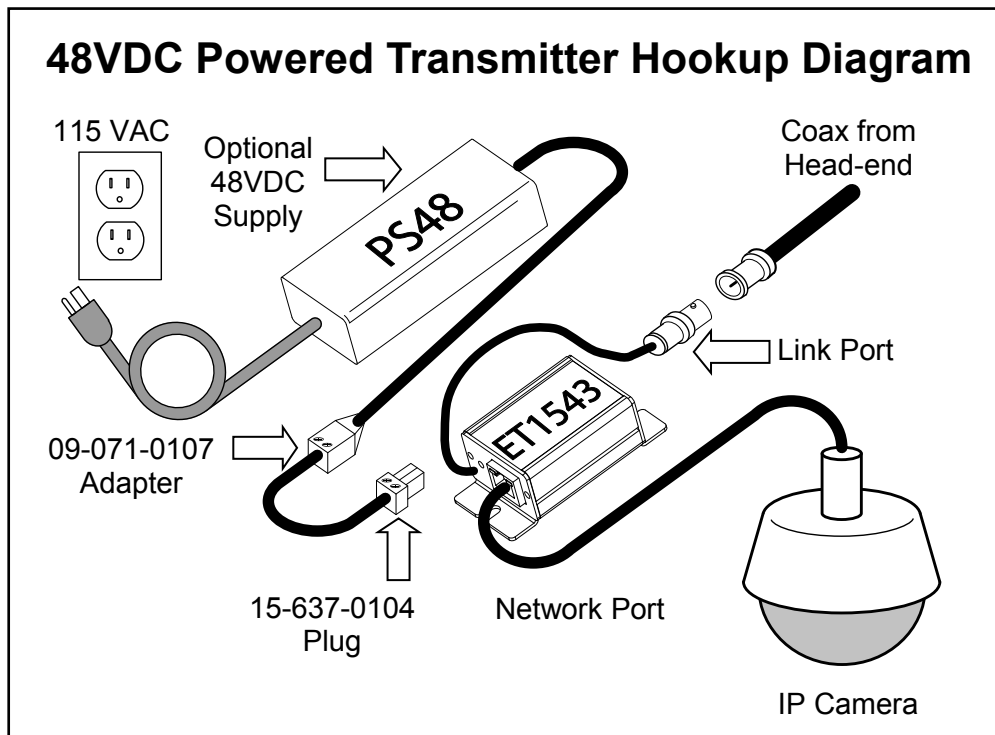 48VDC Powered Transmitter Hookup Diagram
115 VAC
Optional
48VDC
Supply
PS48
Coax from
Head-end
Link Port
ET1543
09-071-0107
Adapter
15-637-0104
Plug
Network Port
IP Camera